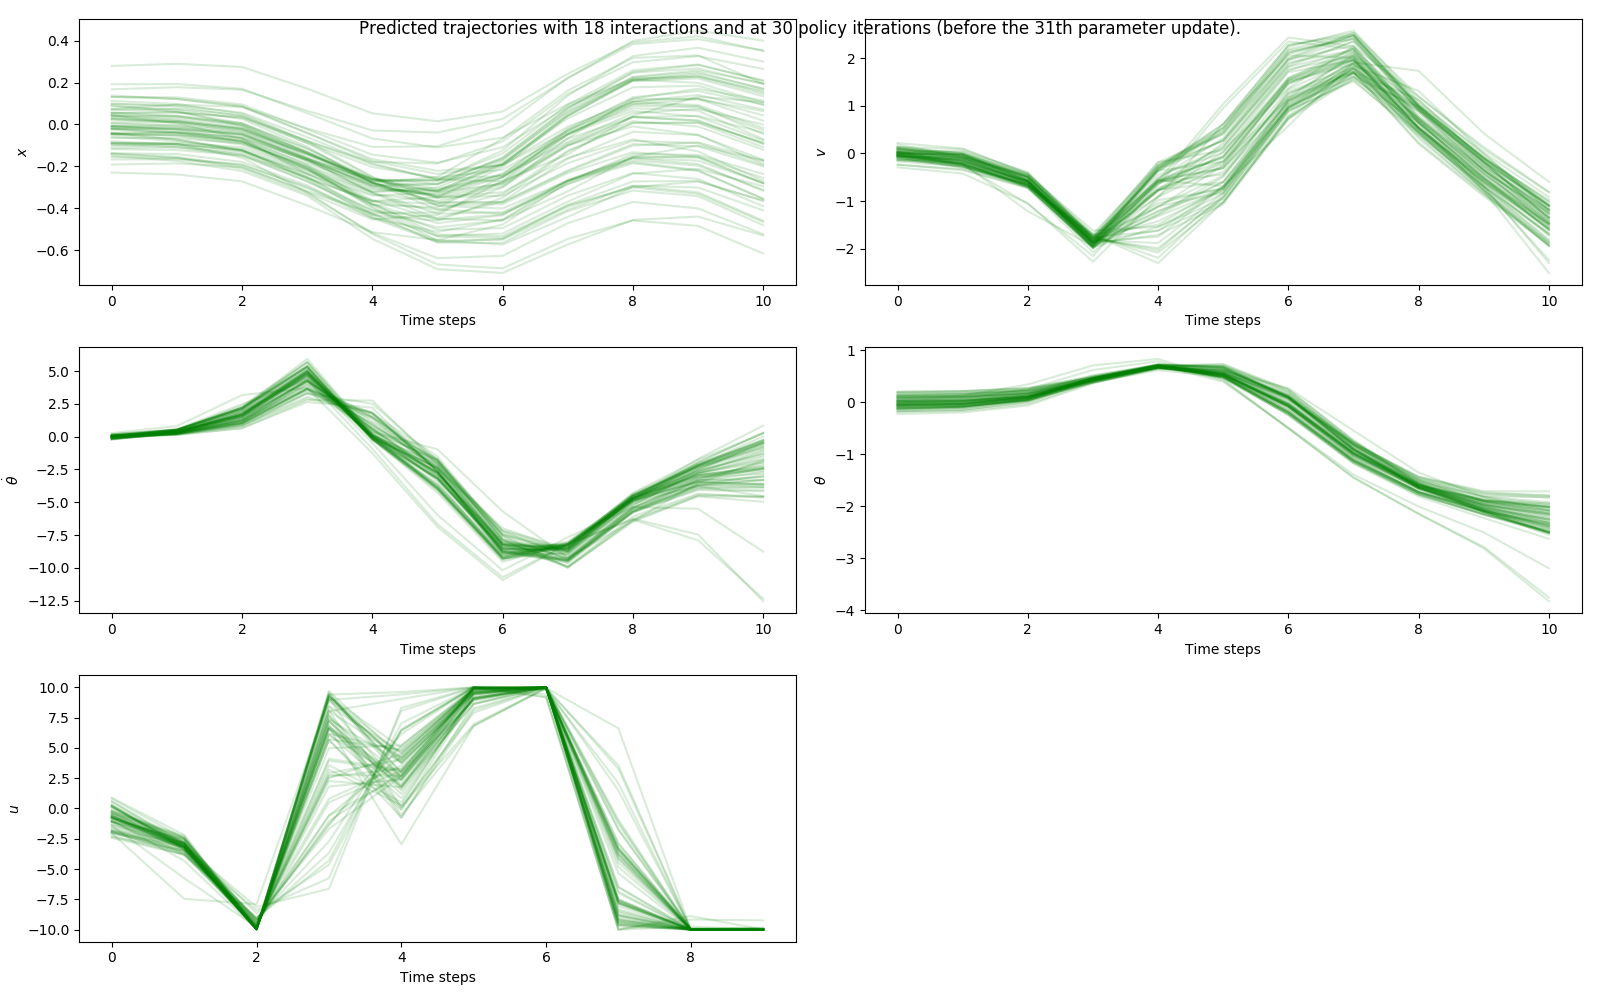 Predicted trajectories with 18 interactions and at 30 policy iterations (before the 31th parameter update).
0.4
0.2
0.0
−0.2
−0.4
−0.6
x
0 2 4 6 8 10
Time steps
2
1
0
−1
−2
v
0 2 4 6 8 10
Time steps
5.0
2.5
0.0
−2.5
−5.0
−7.5
−10.0
−12.5
θ̇
0 2 4 6 8 10
Time steps
1
0
−1
−2
−3
−4
θ
0 2 4 6 8 10
Time steps
10.0
7.5
5.0
2.5
0.0
−2.5
−5.0
−7.5
−10.0
u
0 2 4 6 8
Time steps